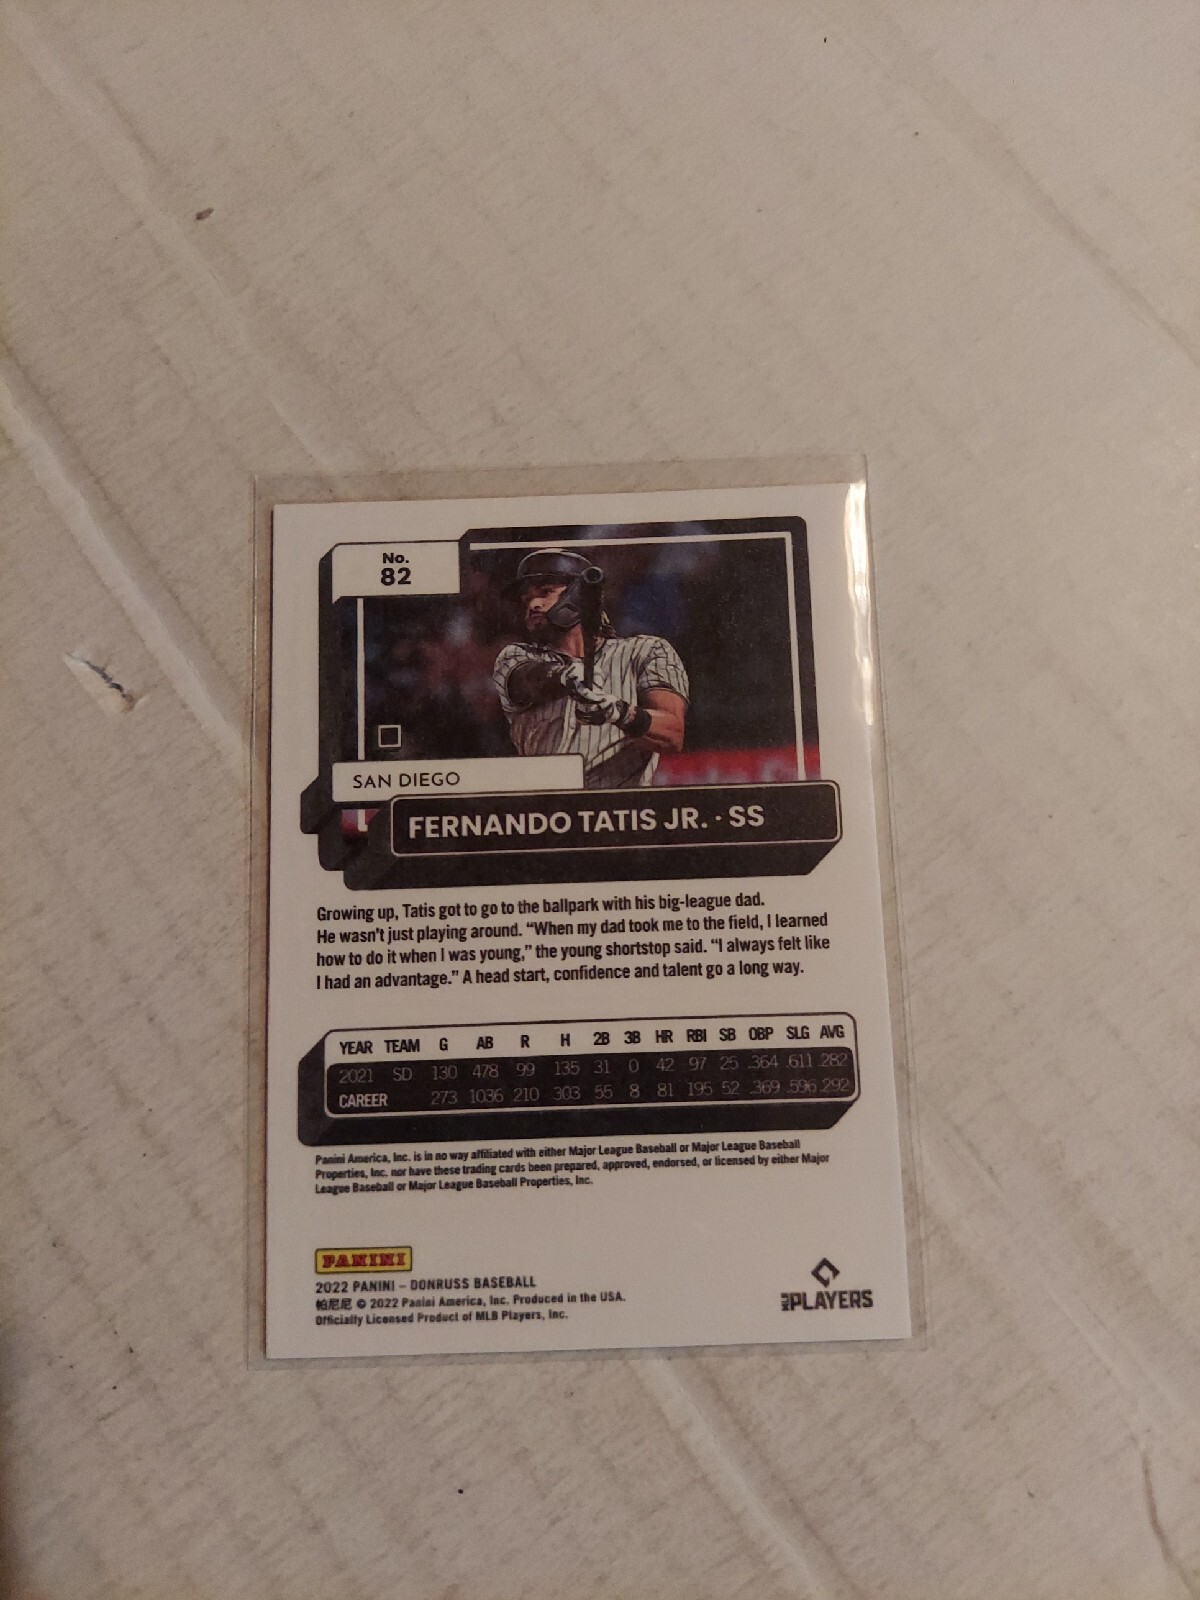 No.
82
SAN DIEGO
FERNANDO TATIS JR. · SS
Growing up, Tatis got to go to the ballpark with his big-league dad.
He wasn't just playing around. “When my dad took me to the field, I learned
how to do it when I was young,” the young shortstop said. “I always felt like
I had an advantage.” A head start, confidence and talent go a long way.
YEAR TEAM G AB R H 2B 3B HR RBI SB OBP SLG AVG
2021 SD 130 478 99 135 31 0 42 97 25 .364 .611 .282
CAREER 273 1036 210 303 55 8 81 195 52 .369 .596 .292
Panini America, Inc. is in no way affiliated with either Major League Baseball or Major League Baseball
Properties, Inc. nor have these trading cards been prepared, approved, endorsed, or licensed by either Major
League Baseball or Major League Baseball Properties, Inc.
PANINI
2022 PANINI – DONRUSS BASEBALL
帕尼尼 © 2022 Panini America, Inc. Produced in the USA.
Officially Licensed Product of MLB Players, Inc.
MLB PLAYERS